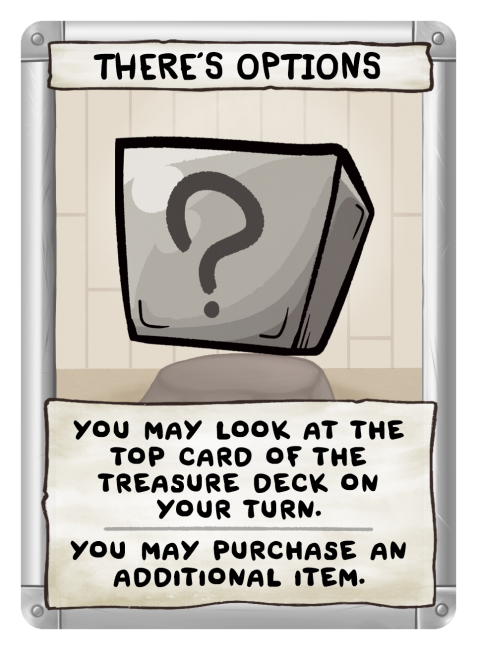 THERE'S OPTIONS
?
YOU MAY LOOK AT THE
TOP CARD OF THE
TREASURE DECK ON
YOUR TURN.
YOU MAY PURCHASE AN
ADDITIONAL ITEM.